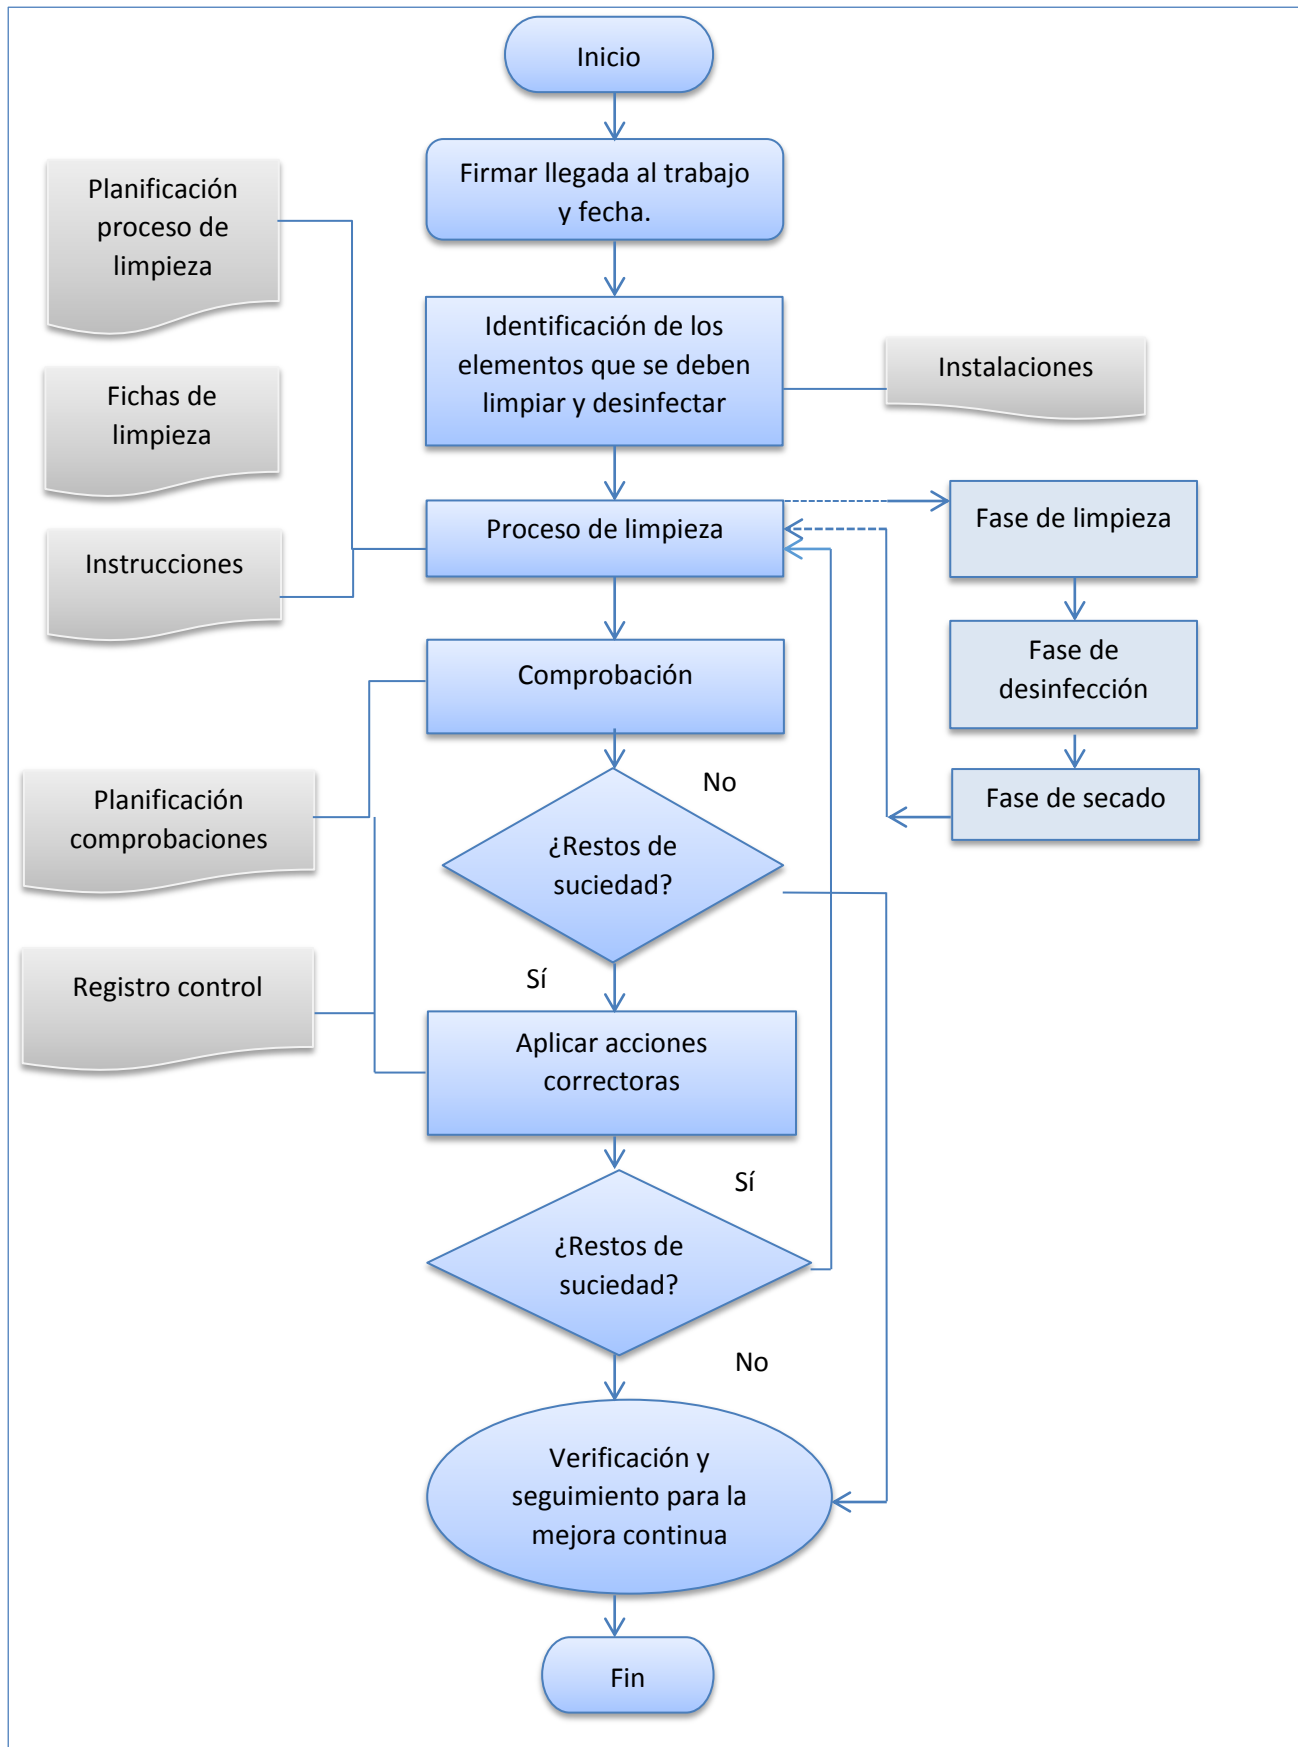 Inicio
Firmar llegada al trabajo
y fecha.
Planificación
proceso de
limpieza
Identificación de los
elementos que se deben
limpiar y desinfectar
Instalaciones
Fichas de
limpieza
Proceso de limpieza
Fase de limpieza
Instrucciones
Fase de
desinfección
Comprobación
Fase de secado
No
Planificación
comprobaciones
¿Restos de
suciedad?
Sí
Registro control
Aplicar acciones
correctoras
Sí
¿Restos de
suciedad?
No
Verificación y
seguimiento para la
mejora continua
Fin